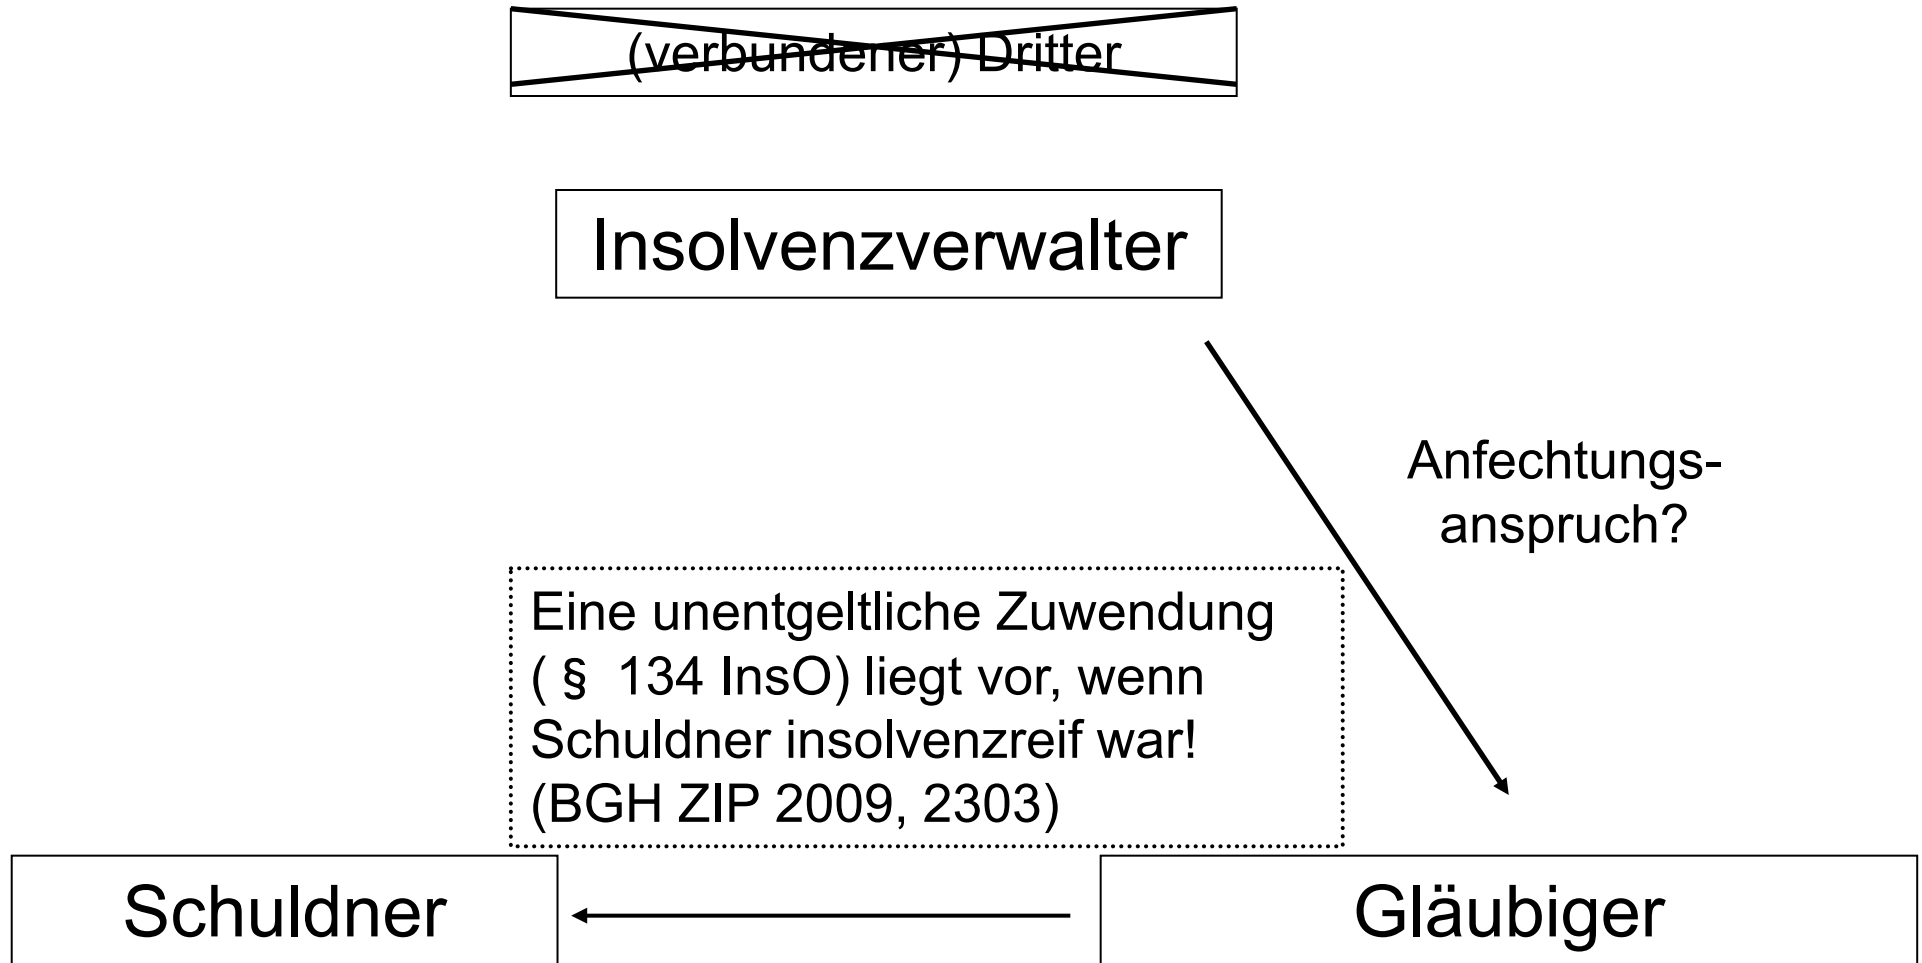 (verbundener) Dritter
Insolvenzverwalter
Anfechtungs-
anspruch?
Eine unentgeltliche Zuwendung
( § 134 InsO) liegt vor, wenn
Schuldner insolvenzreif war!
(BGH ZIP 2009, 2303)
Schuldner
Gläubiger